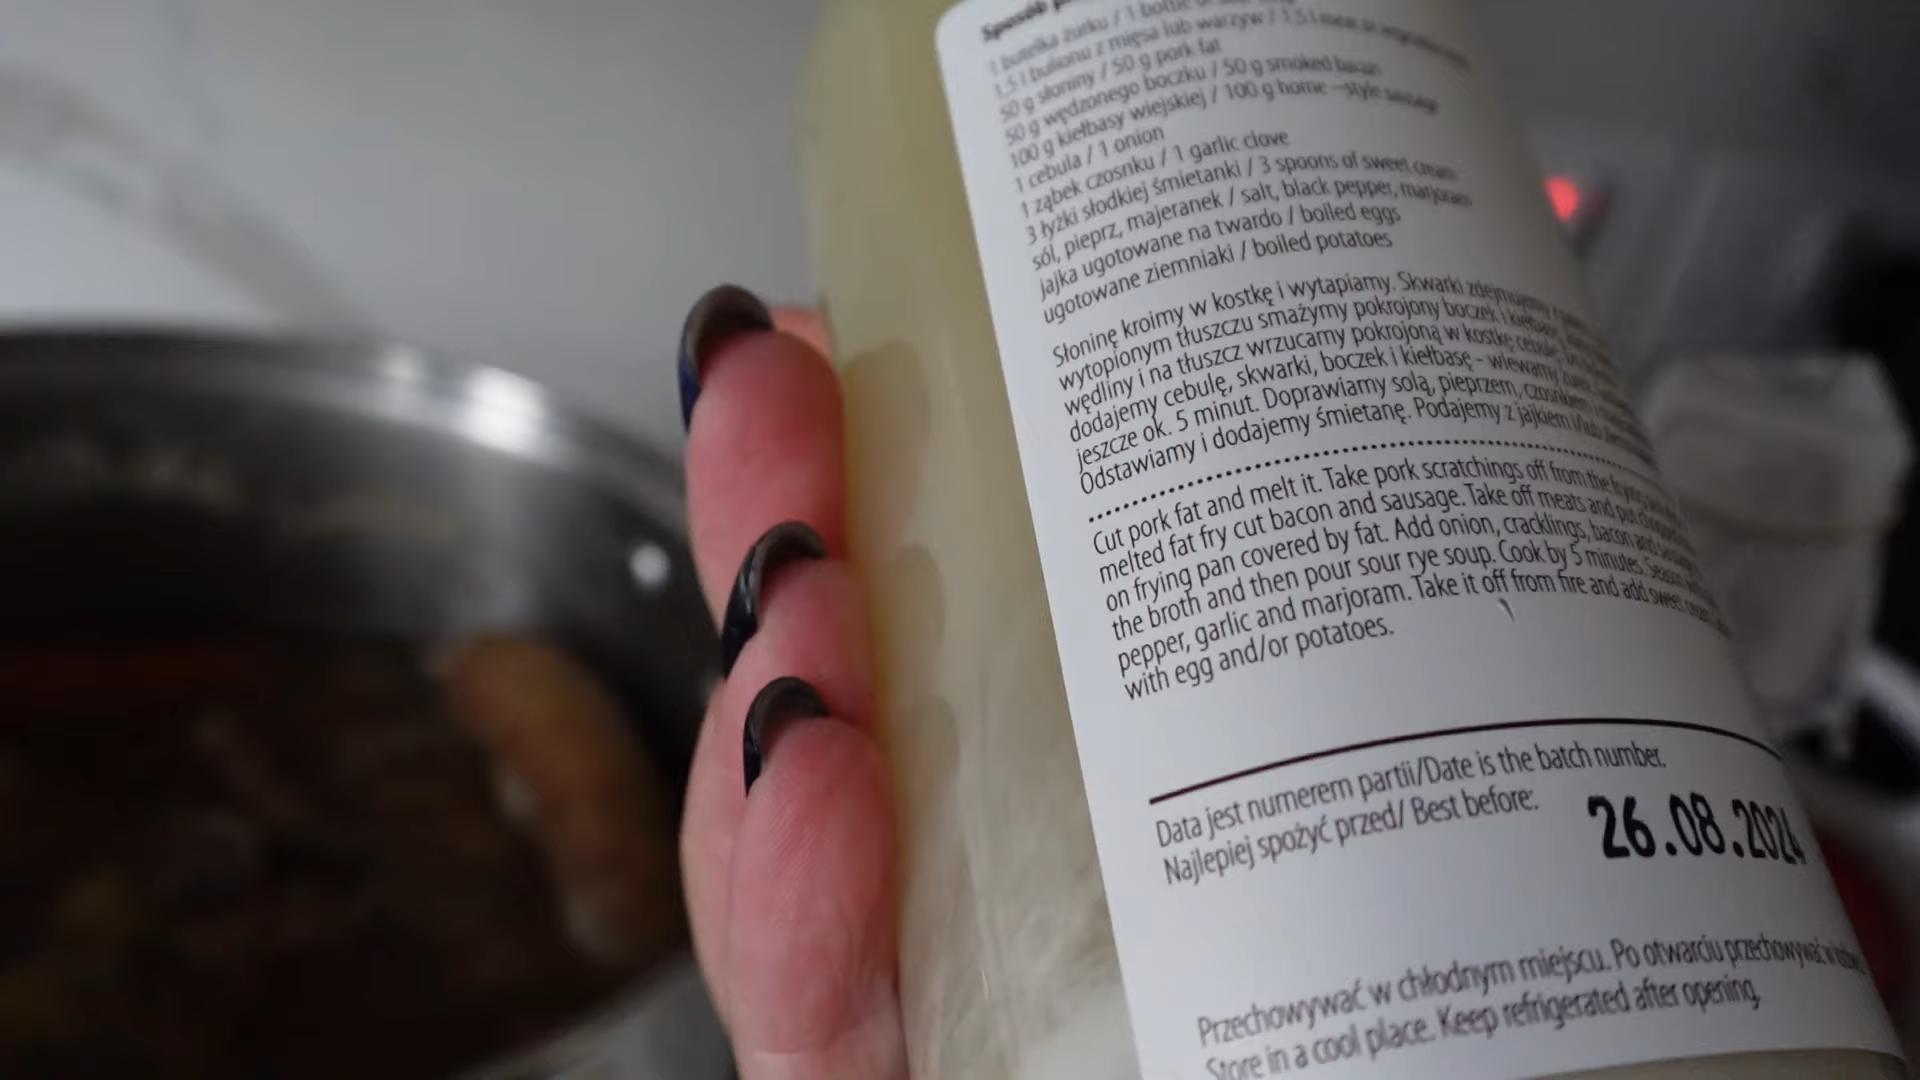 Sposób
1 butelka żurku / 1 bottle
1,5 l bulionu z mięsa lub warzyw / 1,5 l meat
50 g słoniny / 50 g pork fat
50 g wędzonego boczku / 50 g smoked bacon
100 g kiełbasy wiejskiej / 100 g home –style sausage
1 cebula / 1 onion
1 ząbek czosnku / 1 garlic clove
3 łyżki słodkiej śmietanki / 3 spoons of sweet cream
sól, pieprz, majeranek / salt, black pepper, marjoram
jajka ugotowane na twardo / boiled eggs
ugotowane ziemniaki / boiled potatoes
Słoninę kroimy w kostkę i wytapiamy. Skwarki zdejmujemy
wytopionym tłuszczu smażymy pokrojony boczek i kiełbasę
wędliny i na tłuszcz wrzucamy pokrojoną w kostkę cebulę.
dodajemy cebulę, skwarki, boczek i kiełbasę - wlewamy żurek.
jeszcze ok. 5 minut. Doprawiamy solą, pieprzem, czosnkiem i
Odstawiamy i dodajemy śmietanę. Podajemy z jajkiem i/lub
Cut pork fat and melt it. Take pork scratchings off from the frying
melted fat fry cut bacon and sausage. Take off meats and put
on frying pan covered by fat. Add onion, cracklings, bacon and
the broth and then pour sour rye soup. Cook by 5 minutes. Season
pepper, garlic and marjoram. Take it off from fire and add sweet cream.
with egg and/or potatoes.
Data jest numerem partii/Date is the batch number.
Najlepiej spożyć przed/ Best before: 26.08.2024
Przechowywać w chłodnym miejscu. Po otwarciu przechowywać w
Store in a cool place. Keep refrigerated after opening.